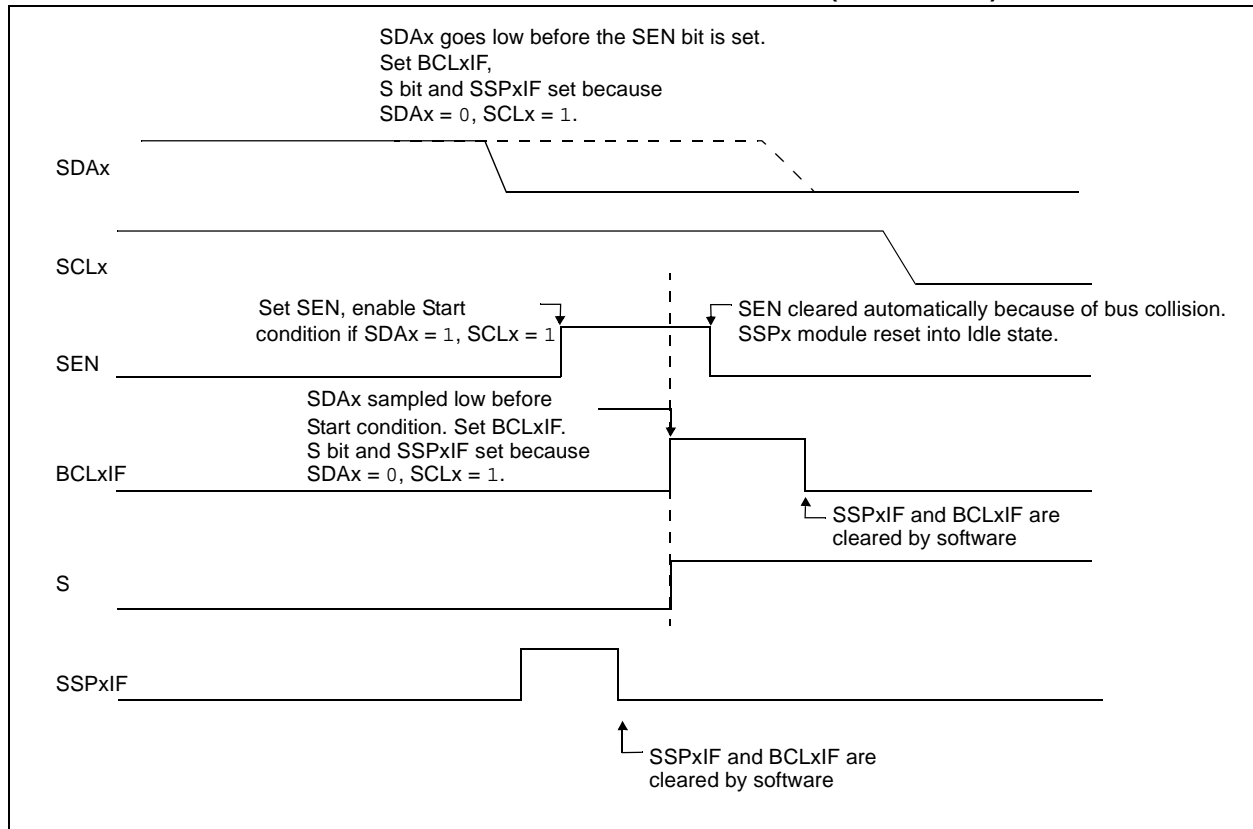 SDAx goes low before the SEN bit is set.
Set BCLxIF,
S bit and SSPxIF set because
SDAx = 0, SCLx = 1.
SDAx
SCLx
Set SEN, enable Start
condition if SDAx = 1, SCLx = 1
SEN cleared automatically because of bus collision.
SSPx module reset into Idle state.
SEN
SDAx sampled low before
Start condition. Set BCLxIF.
S bit and SSPxIF set because
SDAx = 0, SCLx = 1.
BCLxIF
SSPxIF and BCLxIF are
cleared by software
S
SSPxIF
SSPxIF and BCLxIF are
cleared by software